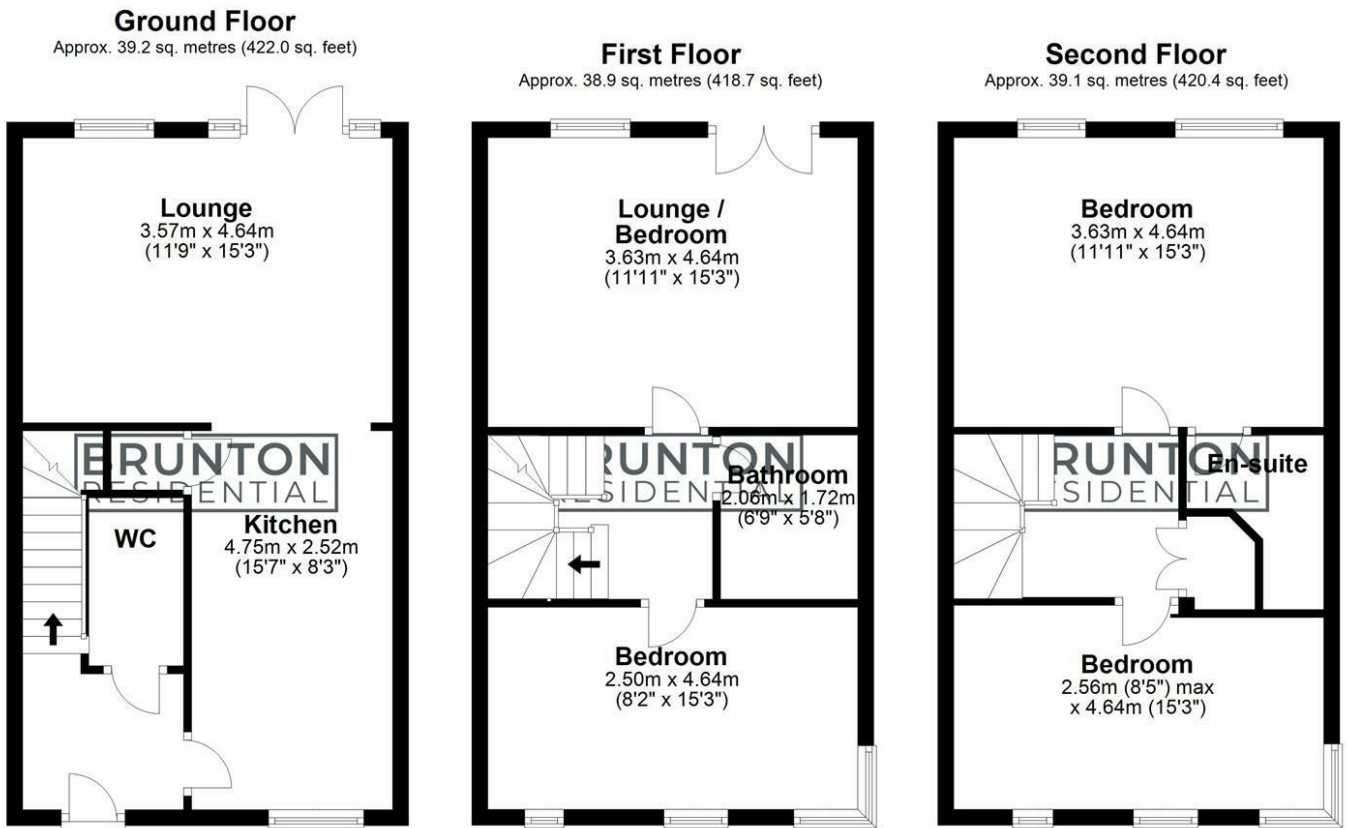 Ground Floor
Approx. 39.2 sq. metres (422.0 sq. feet)
Lounge
3.57m x 4.64m
(11'9" x 15'3")
BRUNTON
RESIDENTIAL
WC
Kitchen
4.75m x 2.52m
(15'7" x 8'3")
First Floor
Approx. 38.9 sq. metres (418.7 sq. feet)
Lounge /
Bedroom
3.63m x 4.64m
(11'11" x 15'3")
RUNTON
SIDENTIAL
Bathroom
2.06m x 1.72m
(6'9" x 5'8")
Bedroom
2.50m x 4.64m
(8'2" x 15'3")
Second Floor
Approx. 39.1 sq. metres (420.4 sq. feet)
Bedroom
3.63m x 4.64m
(11'11" x 15'3")
RUNTON
SIDENTIAL
En-suite
Bedroom
2.56m (8'5") max
x 4.64m (15'3")